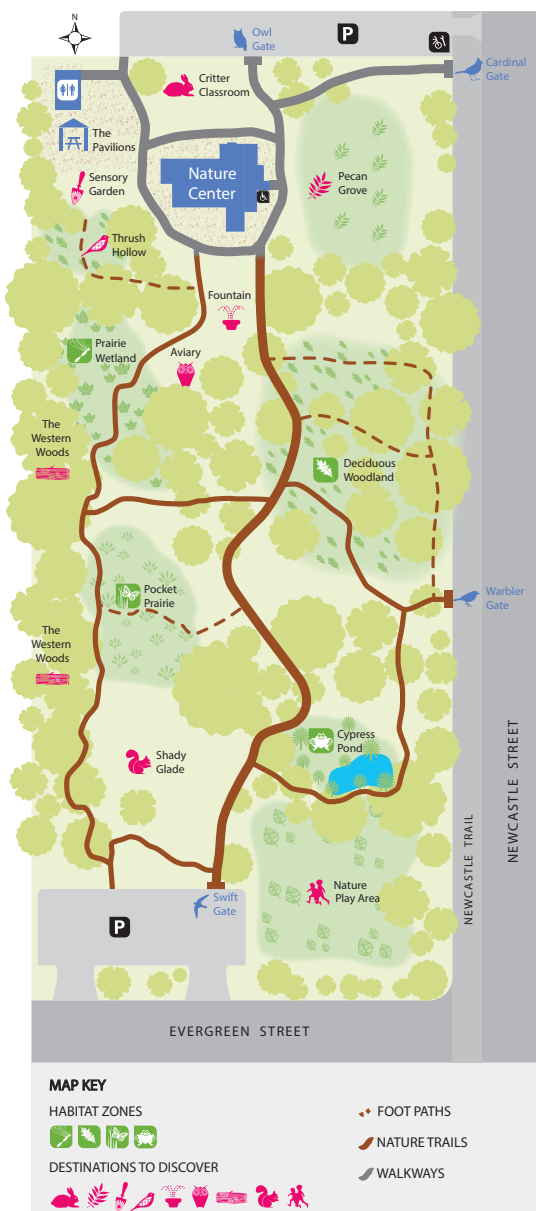 N
Owl
Gate
P
Cardinal
Gate
Critter
Classroom
The
Pavilions
Nature
Center
Sensory
Garden
Pecan
Grove
Thrush
Hollow
Fountain
Prairie
Wetland
Aviary
The
Western
Woods
Deciduous
Woodland
Pocket
Prairie
Warbler
Gate
The
Western
Woods
Cypress
Pond
Shady
Glade
NEWCASTLE STREET
NEWCASTLE TRAIL
Nature
Play Area
Swift
Gate
P
EVERGREEN STREET
MAP KEY
HABITAT ZONES
FOOT PATHS
NATURE TRAILS
DESTINATIONS TO DISCOVER
WALKWAYS